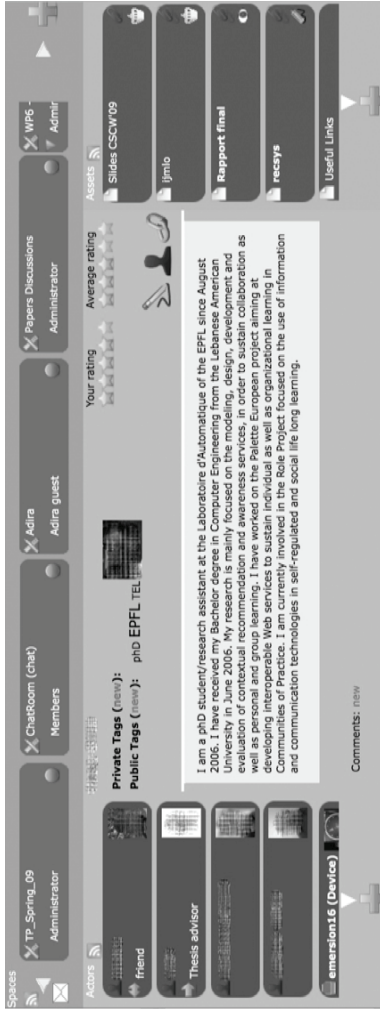 Spaces
TP_Spring_09
Administrator
ChatRoom (chat)
Members
Adira
Adira guest
Papers Discussions
Administrator
WP6 -
Admir
Actors
friend
Thesis advisor
emersion16 (Device)
Private Tags (new):
Public Tags (new): phD EPFL TEL
Your rating
Average rating
I am a phD student/research assistant at the Laboratoire d'Automatique of the EPFL since August
2006. I have received my Bachelor degree in Computer Engineering from the Lebanese American
University in June 2006. My research is mainly focused on the modeling, design, development and
evaluation of contextual recommendation and awareness services, in order to sustain collaboration as
well as personal and group learning. I have worked on the Palette European project aiming at
developing interoperable Web services to sustain individual as well as organizational learning in
Communities of Practice. I am currently involved in the Role Project focused on the use of information
and communication technologies in self-regulated and social life long learning.
Comments: new
Assets
Slides CSCW'09
ijmlo
Rapport final
recsys
Useful Links